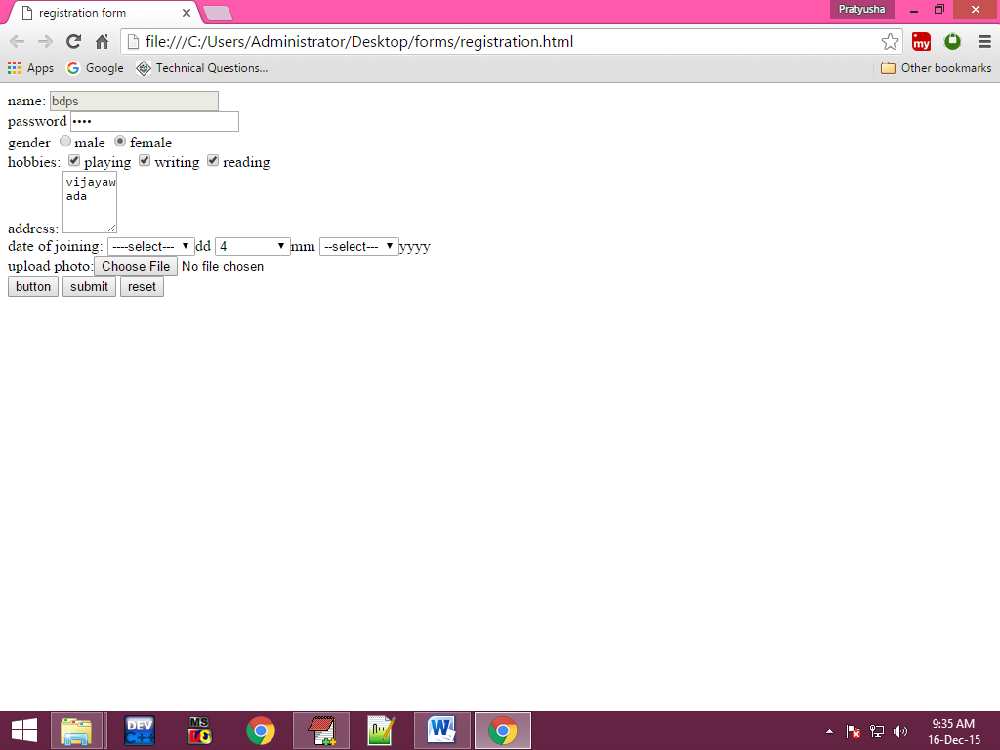 registration form
Pratyusha
file:///C:/Users/Administrator/Desktop/forms/registration.html
my
Apps Google Technical Questions... Other bookmarks
name: bdps
password ••••
gender male female
hobbies: playing writing reading
vijayaw
ada
address:
date of joining: ----select--- dd 4 mm --select--- yyyy
upload photo: Choose File No file chosen
button submit reset
DEV
C++
MS
W
9:35 AM
16-Dec-15